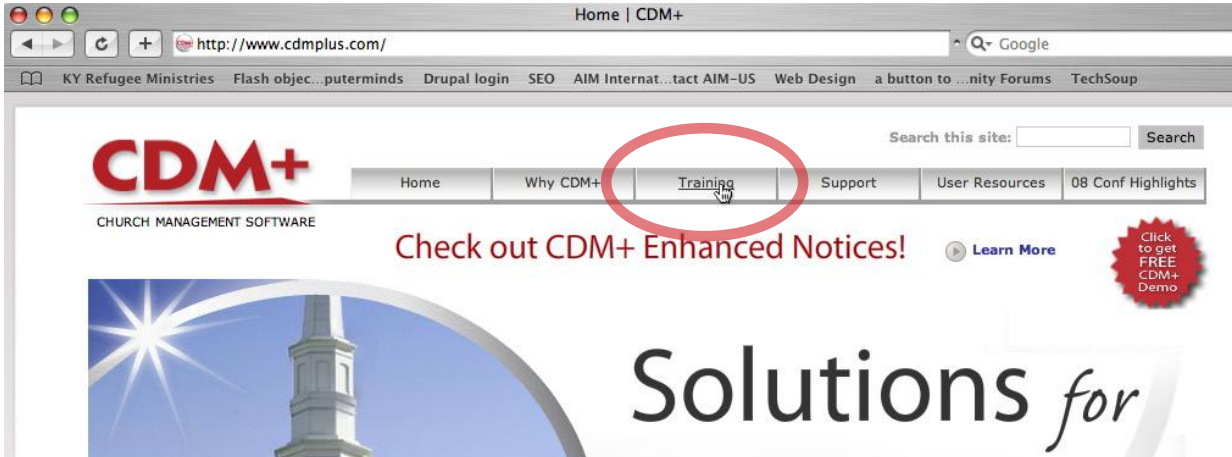 Home | CDM+
http://www.cdmplus.com/
Google
KY Refugee Ministries Flash objec...puterminds Drupal login SEO AIM Internat...tact AIM-US Web Design a button to ...nity Forums TechSoup
Search this site: Search
CDM+
CHURCH MANAGEMENT SOFTWARE
Home Why CDM+ Training Support User Resources 08 Conf Highlights
Check out CDM+ Enhanced Notices! Learn More
Click
to get
FREE
CDM+
Demo
Solutions for